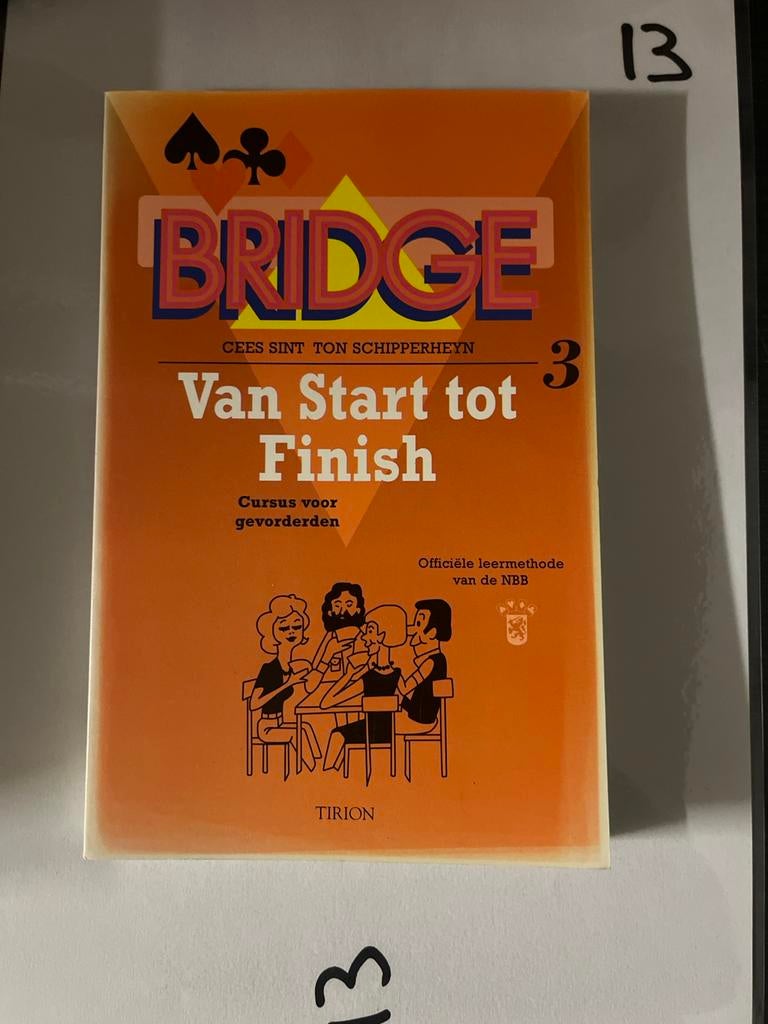 13
BRIDGE
CEES SINT TON SCHIPPERHEYN
3
Van Start tot
Finish
Cursus voor
gevorderden
Officiële leermethode
van de NBB
TIRION
13